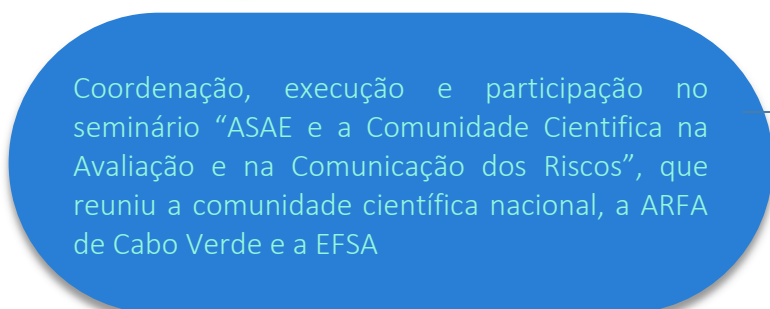 Coordenação, execução e participação no
seminário “ASAE e a Comunidade Cientifica na
Avaliação e na Comunicação dos Riscos”, que
reuniu a comunidade científica nacional, a ARFA
de Cabo Verde e a EFSA